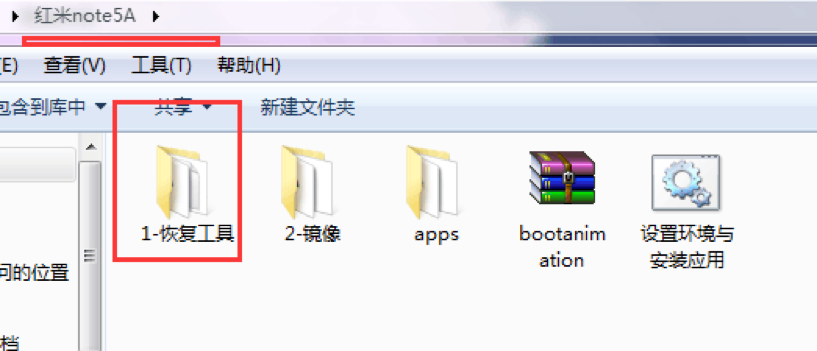 红米note5A
(E) 查看(V) 工具(T) 帮助(H)
包含到库中 共享 新建文件夹
1-恢复工具
2-镜像
apps
bootanim
ation
设置环境与
安装应用
问的位置
档